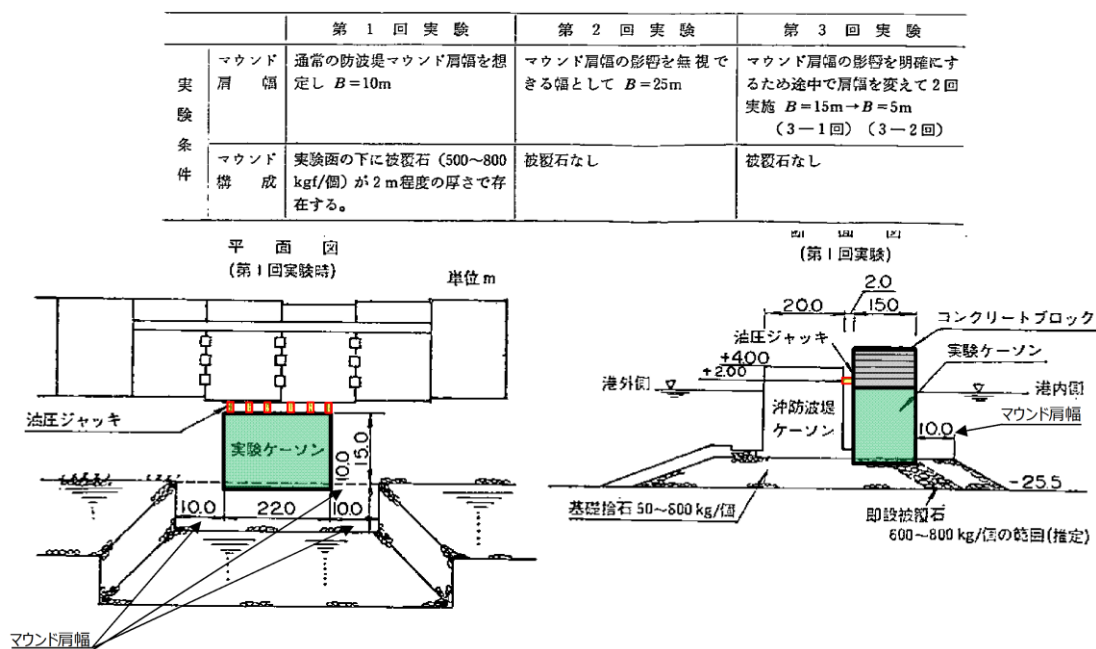 第1回実験
第2回実験
第3回実験
実験条件
マウンド肩幅
通常の防波堤マウンド肩幅を想
定し B=10m
マウンド肩幅の影響を無視で
きる幅として B=25m
マウンド肩幅の影響を明確にす
るため途中で肩幅を変えて2回
実施 B=15m→B=5m
(3－1回) (3－2回)
マウンド構成
実験函の下に被覆石(500～800
kgf/個)が2m程度の厚さで存
在する。
被覆石なし
被覆石なし
平面図
(第1回実験時)
単位m
油圧ジャッキ
実験ケーソン
10.0
15.0
10.0
22.0
10.0
マウンド肩幅
断面図
(第1回実験)
2.0
20.0
15.0
コンクリートブロック
油圧ジャッキ
実験ケーソン
+4.00
+2.00
港外側
港内側
沖防波堤
ケーソン
マウンド肩幅
10.0
-25.5
基礎捨石 50～800kg/個
即設被覆石
600～800kg/個の範囲(推定)